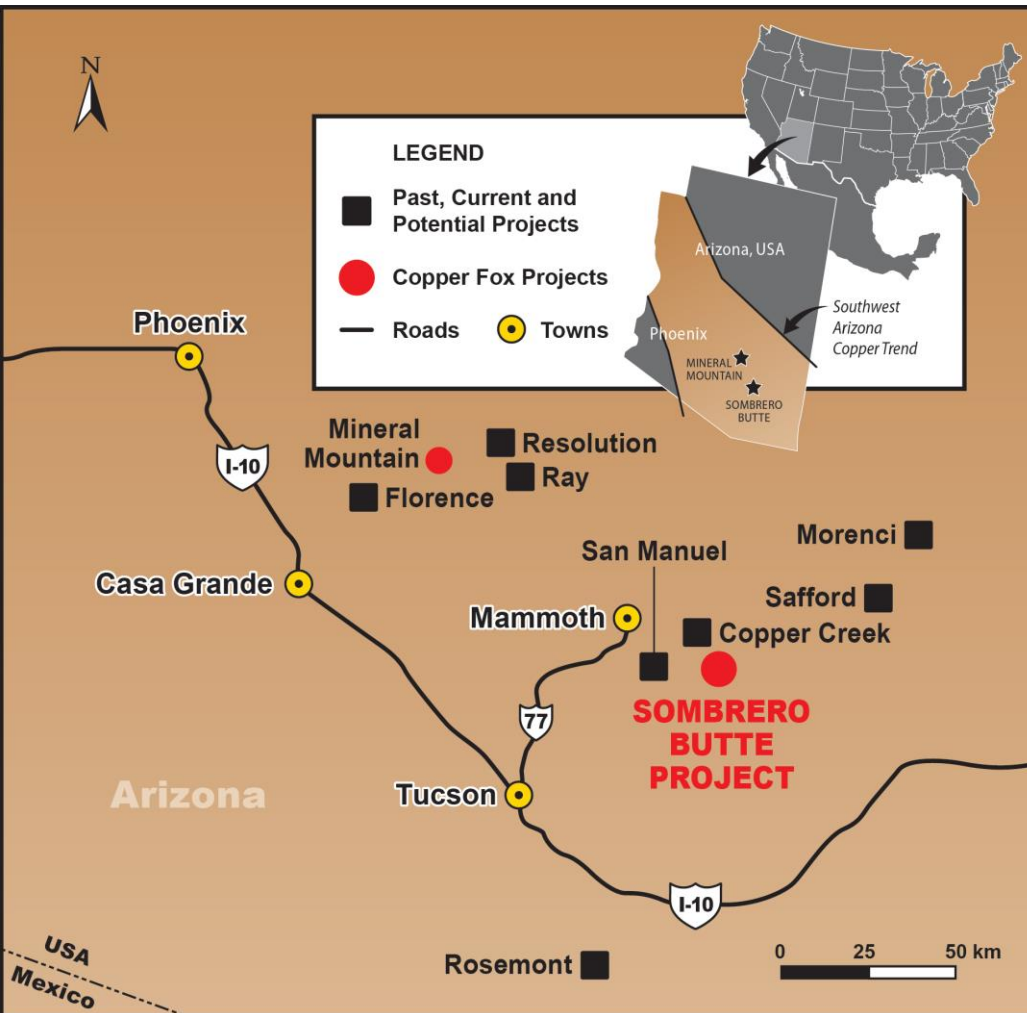 N
LEGEND
Past, Current and
Potential Projects
Copper Fox Projects
Roads
Towns
Arizona, USA
Southwest
Arizona
Copper Trend
Phoenix
MINERAL
MOUNTAIN
SOMBRERO
BUTTE
Phoenix
I-10
Mineral
Mountain
Resolution
Ray
Florence
Morenci
San Manuel
Casa Grande
Safford
Mammoth
Copper Creek
SOMBRERO
BUTTE
PROJECT
77
Arizona
Tucson
I-10
USA
Mexico
Rosemont
0 25 50 km